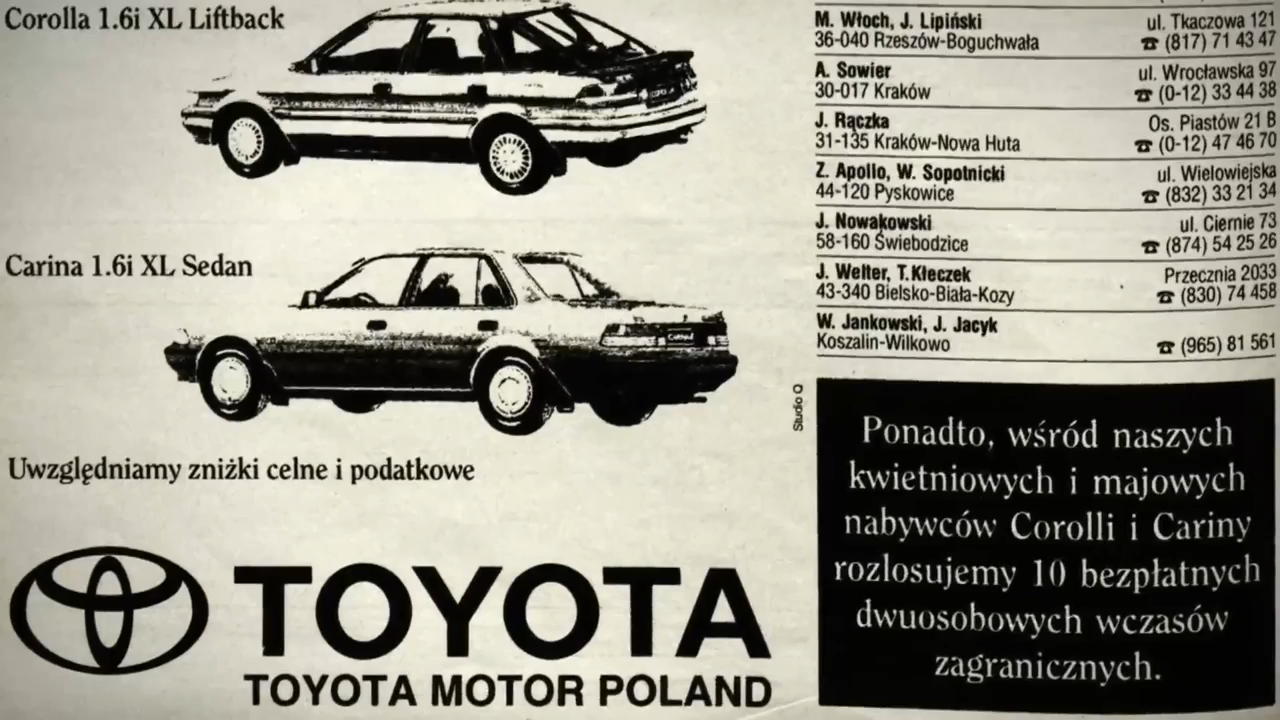 Corolla 1.6i XL Liftback
Carina 1.6i XL Sedan
Uwzględniamy zniżki celne i podatkowe
TOYOTA
TOYOTA MOTOR POLAND
Studio Q
M. Włoch, J. Lipiński ul. Tkaczowa 121
36-040 Rzeszów-Boguchwała ☎ (817) 71 43 47
A. Sowier ul. Wrocławska 97
30-017 Kraków ☎ (0-12) 33 44 38
J. Rączka Os. Piastów 21 B
31-135 Kraków-Nowa Huta ☎ (0-12) 47 46 70
Z. Apollo, W. Sopotnicki ul. Wielowiejska
44-120 Pyskowice ☎ (832) 33 21 34
J. Nowakowski ul. Ciernie 73
58-160 Świebodzice ☎ (874) 54 25 26
J. Welter, T.Kłeczek Przecznia 2033
43-340 Bielsko-Biała-Kozy ☎ (830) 74 458
W. Jankowski, J. Jacyk
Koszalin-Wilkowo ☎ (965) 81 561
Ponadto, wśród naszych
kwietniowych i majowych
nabywców Corolli i Cariny
rozlosujemy 10 bezpłatnych
dwuosobowych wczasów
zagranicznych.